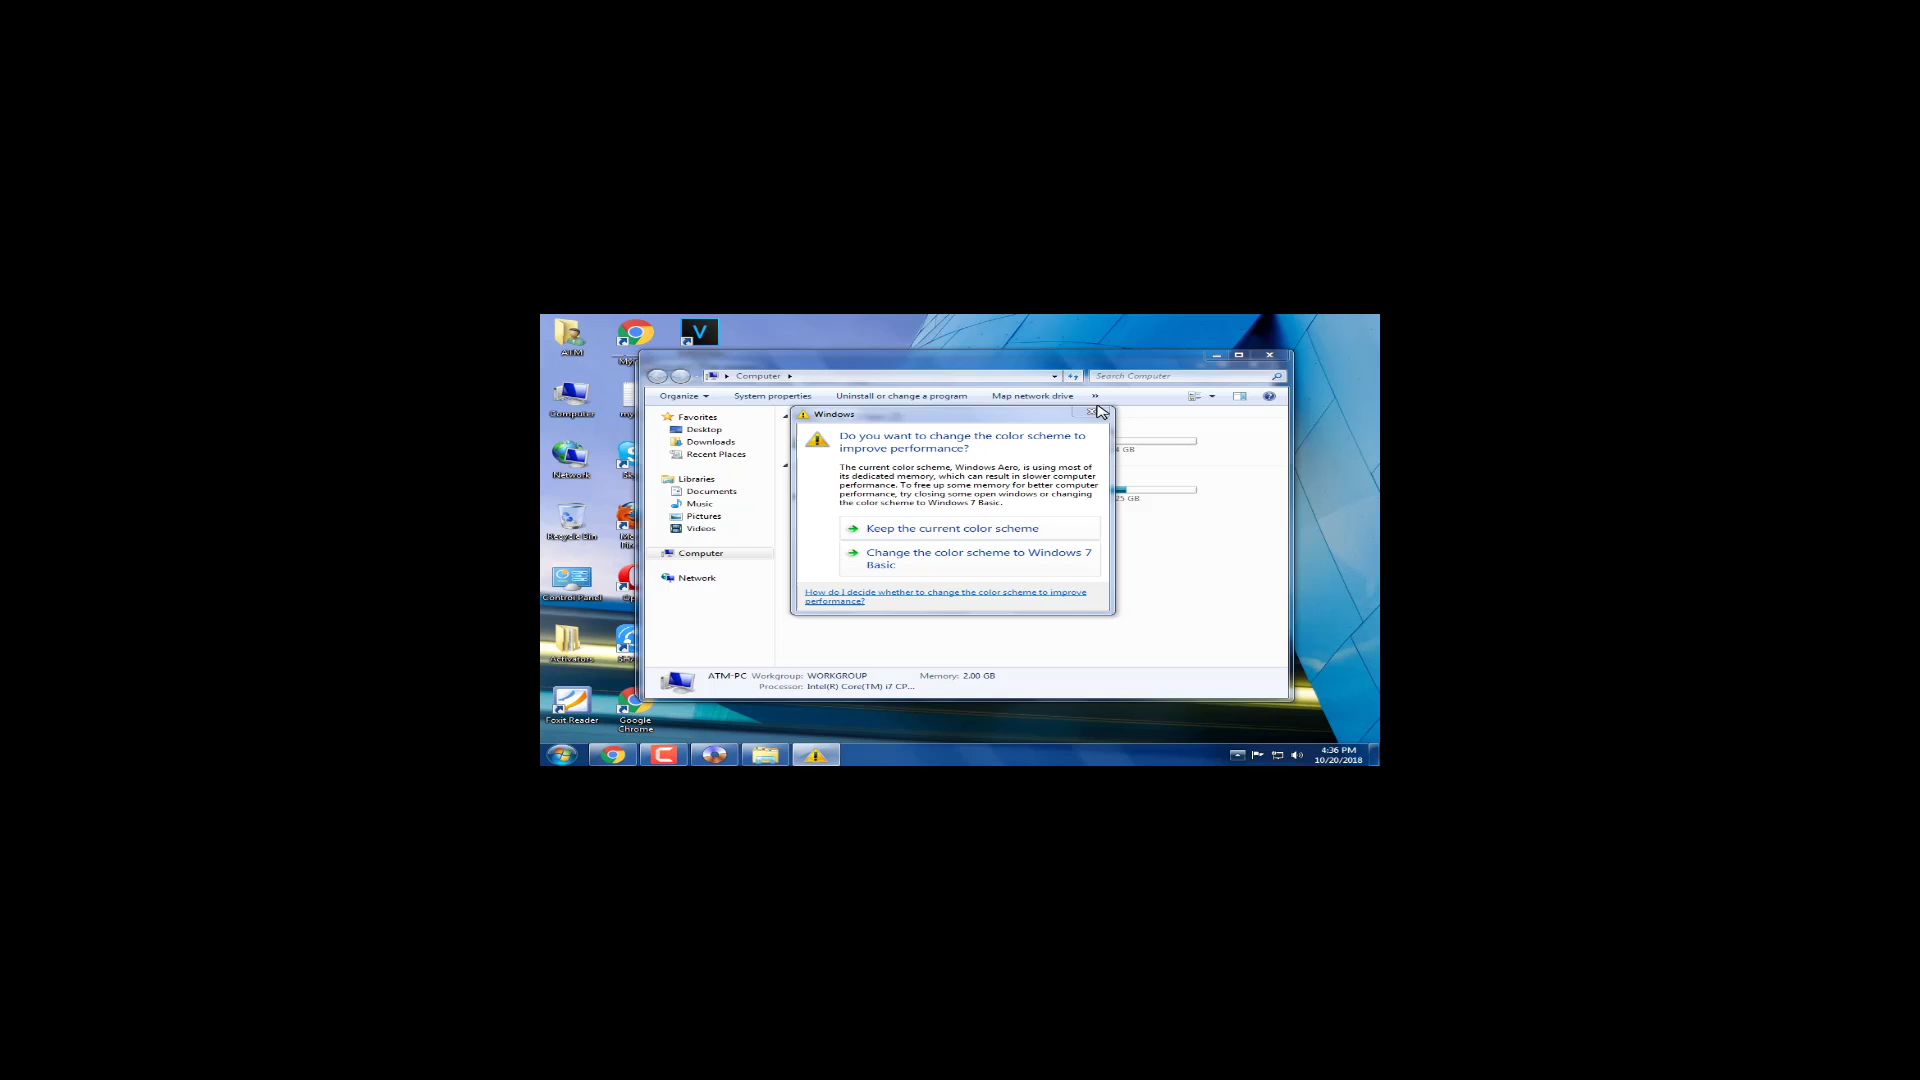 ATM
V
Computer
Search Computer
Organize
System properties
Uninstall or change a program
Map network drive
»
Favorites
Desktop
Downloads
Recent Places
Libraries
Documents
Music
Pictures
Videos
Computer
Network
Windows
Do you want to change the color scheme to
improve performance?
The current color scheme, Windows Aero, is using most of
its dedicated memory, which can result in slower computer
performance. To free up some memory for better computer
performance, try closing some open windows or changing
the color scheme to Windows 7 Basic.
Keep the current color scheme
Change the color scheme to Windows 7
Basic
How do I decide whether to change the color scheme to improve
performance?
Computer
Network
Recycle Bin
Control Panel
Activators
Foxit Reader
Google
Chrome
ATM-PC Workgroup: WORKGROUP Memory: 2.00 GB
Processor: Intel(R) Core(TM) i7 CP...
4:36 PM
10/20/2018